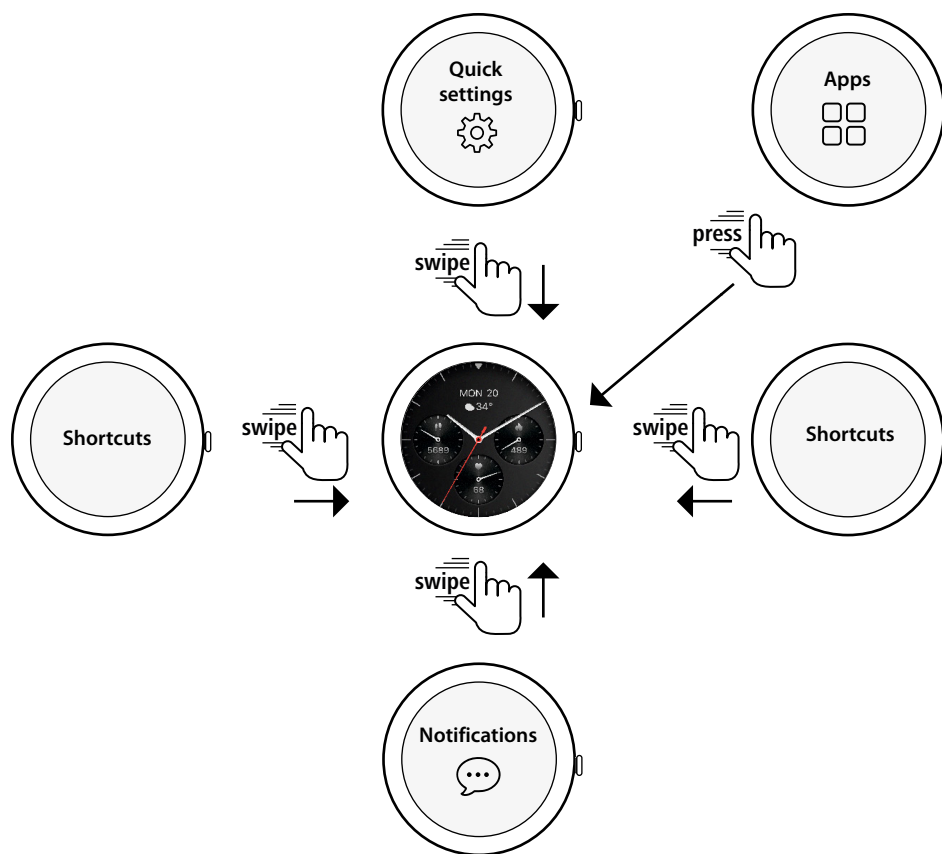 Quick
settings
Apps
press
swipe
MON 20
34°
Shortcuts
swipe
5689
489
68
swipe
Shortcuts
swipe
Notifications